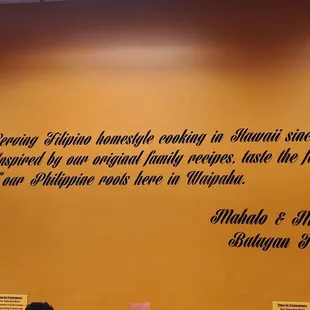 Serving Filipino homestyle cooking in Hawaii
Inspired by our original family recipes, taste the
of our Philippine roots here in Waipahu.
Mahalo &
Batugan